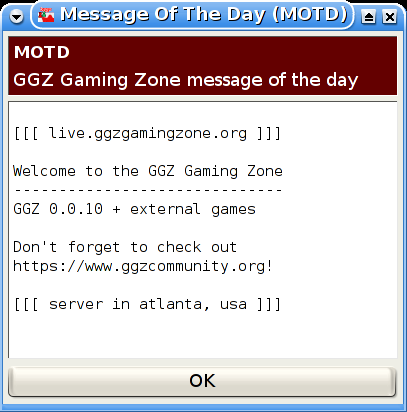 Message Of The Day (MOTD)
MOTD
GGZ Gaming Zone message of the day
[[[ live.ggzgamingzone.org ]]]
Welcome to the GGZ Gaming Zone
------------------------------
GGZ 0.0.10 + external games
Don't forget to check out
https://www.ggzcommunity.org!
[[[ server in atlanta, usa ]]]
OK